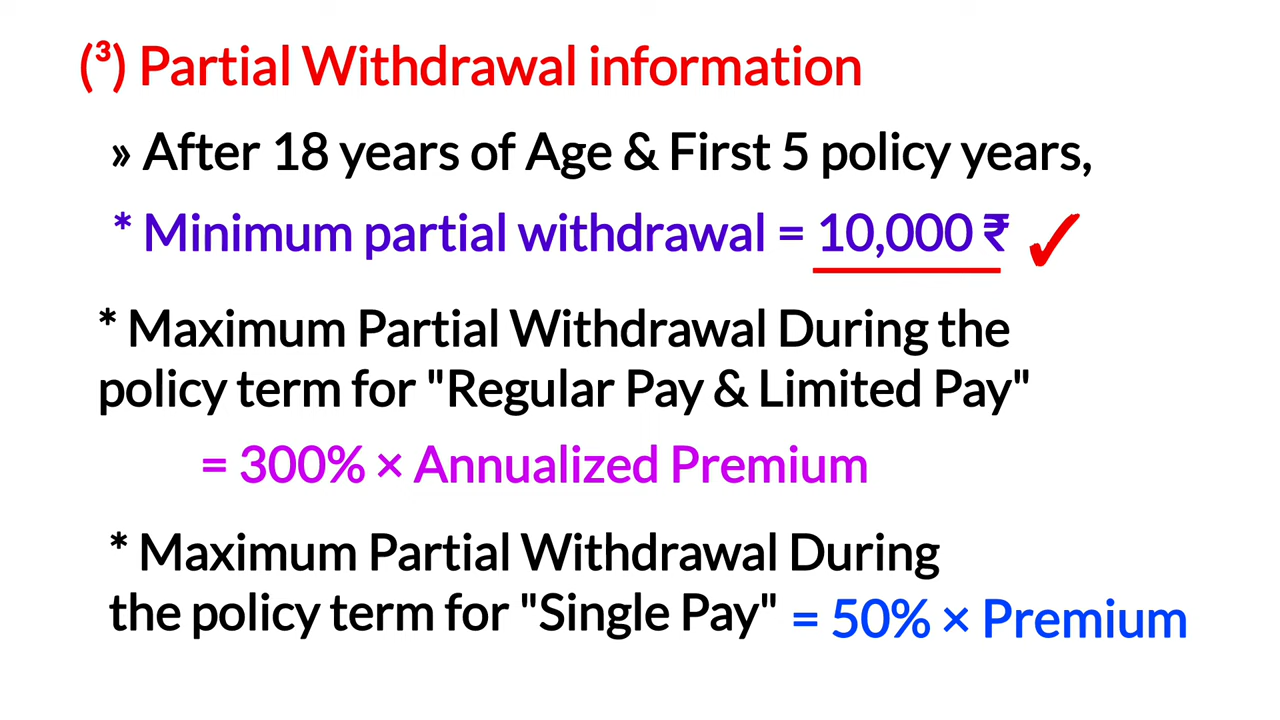 (³) Partial Withdrawal information
» After 18 years of Age & First 5 policy years,
* Minimum partial withdrawal = 10,000 ₹ ✓
* Maximum Partial Withdrawal During the
policy term for "Regular Pay & Limited Pay"
= 300% × Annualized Premium
* Maximum Partial Withdrawal During
the policy term for "Single Pay" = 50% × Premium